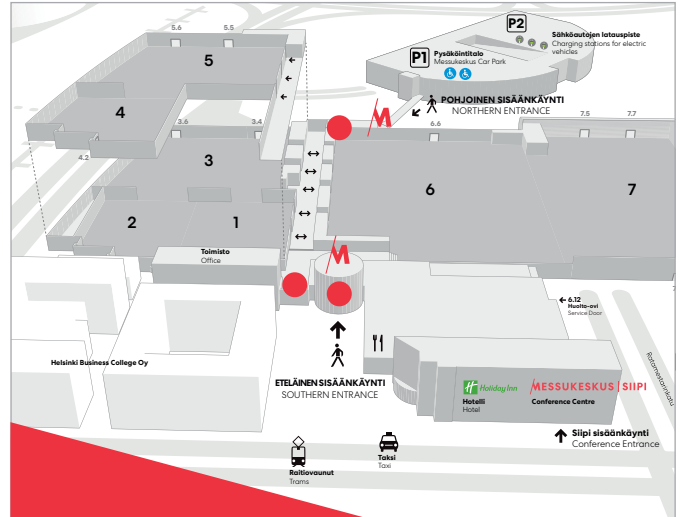 5.6
5.5
P2
Sähköautojen latauspiste
Charging stations for electric
vehicles
P1
Pysäköintitalo
Messukeskus Car Park
5
4
POHJOINEN SISÄÄNKÄYNTI
NORTHERN ENTRANCE
3.6
3.4
6.6
7.5
7.7
4.2
3
6
7
2
1
Toimisto
Office
6.12
Huolto-ovi
Service Door
Helsinki Business College Oy
Ratamestarinkatu
ETELÄINEN SISÄÄNKÄYNTI
SOUTHERN ENTRANCE
H Holiday Inn
MESSUKESKUS | SIIPI
Hotelli
Hotel
Conference Centre
Siipi sisäänkäynti
Conference Entrance
Taksi
Taxi
Raitiovaunut
Trams